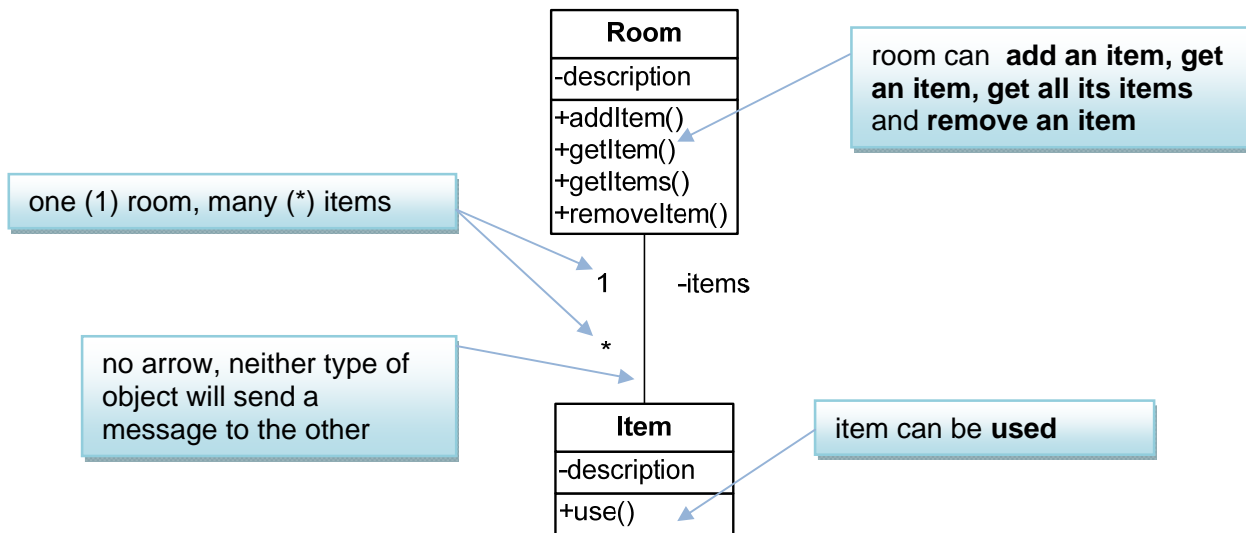 Room
-description
+addItem()
+getItem()
+getItems()
+removeItem()
room can  add an item, get
an item, get all its items
and remove an item
one (1) room, many (*) items
1
-items
*
no arrow, neither type of
object will send a
message to the other
Item
-description
+use()
item can be used